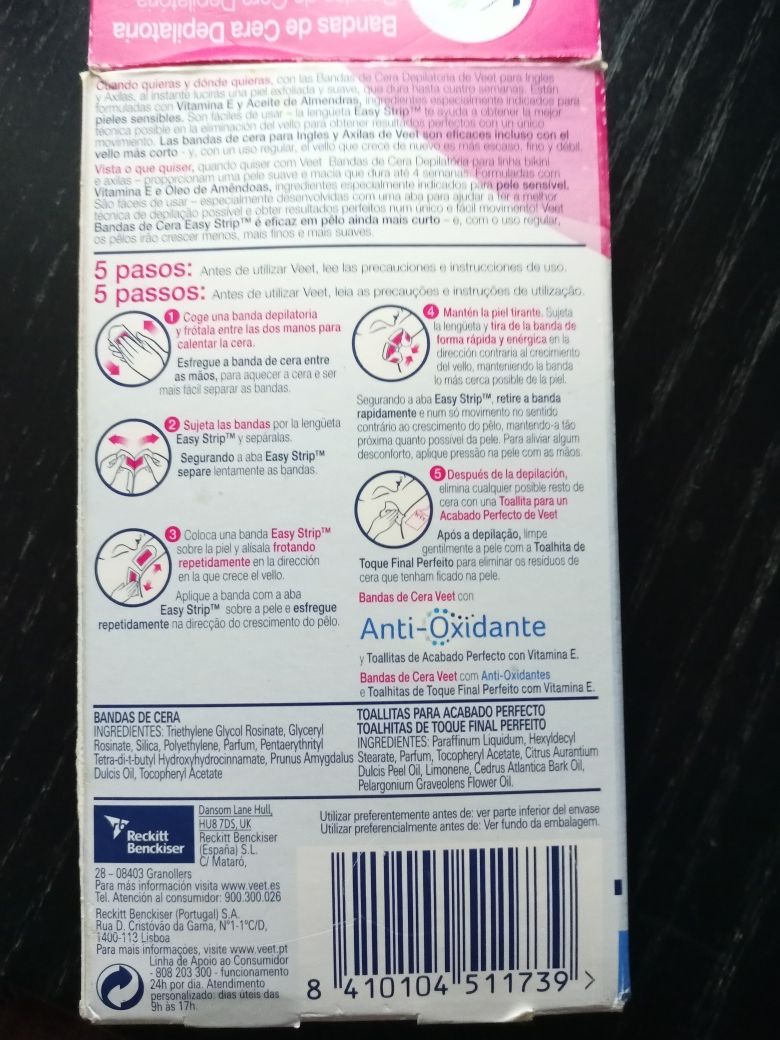 Bandas de Cera Depilatoria
Cuando quieras y dónde quieras, con las Bandas de Cera Depilatoria de Veet para Ingles
y Axilas, al instante lucirás una piel exfoliada y suave, que dura hasta cuatro semanas. Están
formuladas con Vitamina E y Aceite de Almendras, ingredientes especialmente indicados para
pieles sensibles. Son fáciles de usar - la lengüeta Easy Strip™ te ayuda a obtener la mejor
técnica posible en la eliminación del vello para obtener resultados perfectos con un único
movimiento. Las bandas de cera para Ingles y Axilas de Veet son eficaces incluso con el
vello más corto - y, con un uso regular, el vello que crece de nuevo es más escaso, fino y débil.
Vista o que quiser, quando quiser com Veet Bandas de Cera Depilatória para linha bikini
e axilas – proporcionam uma pele suave e macia que dura até 4 semanas. Formuladas com
Vitamina E e Óleo de Amêndoas, ingredientes especialmente indicados para pele sensível.
São fáceis de usar – especialmente desenvolvidas com uma aba para ajudar a ter a melhor
técnica de depilação possível e obter resultados perfeitos num único e fácil movimento! Veet
Bandas de Cera Easy Strip™ é eficaz em pêlo ainda mais curto – e, com o uso regular,
os pêlos irão crescer menos, mais finos e mais suaves.
5 pasos: Antes de utilizar Veet, lee las precauciones e instrucciones de uso.
5 passos: Antes de utilizar Veet, leia as precauções e instruções de utilização.
1 Coge una banda depilatoria
y frótala entre las dos manos para
calentar la cera.
Esfregue a banda de cera entre
as mãos, para aquecer a cera e ser
mais fácil separar as bandas.
2 Sujeta las bandas por la lengüeta
Easy Strip™ y sepáralas.
Segurando a aba Easy Strip™
separe lentamente as bandas.
3 Coloca una banda Easy Strip™
sobre la piel y alísala frotando
repetidamente en la dirección
en la que crece el vello.
Aplique a banda com a aba
Easy Strip™ sobre a pele e esfregue
repetidamente na direcção do crescimento do pêlo.
4 Mantén la piel tirante. Sujeta
la lengüeta y tira de la banda de
forma rápida y enérgica en la
dirección contraria al crecimiento
del vello, manteniendo la banda
lo más cerca posible de la piel.
Segurando a aba Easy Strip™, retire a banda
rapidamente e num só movimento no sentido
contrário ao crescimento do pêlo, mantendo-a tão
próxima quanto possível da pele. Para aliviar algum
desconforto, aplique pressão na pele com as mãos.
5 Después de la depilación,
elimina cualquier posible resto de
cera con una Toallita para un
Acabado Perfecto de Veet
Após a depilação, limpe
gentilmente a pele com a Toalhita de
Toque Final Perfeito para eliminar os resíduos de
cera que tenham ficado na pele.
Bandas de Cera Veet con
Anti-Oxidante
y Toallitas de Acabado Perfecto con Vitamina E.
Bandas de Cera Veet com Anti-Oxidantes
e Toalhitas de Toque Final Perfeito com Vitamina E.
BANDAS DE CERA
INGREDIENTES: Triethylene Glycol Rosinate, Glyceryl
Rosinate, Silica, Polyethylene, Parfum, Pentaerythrityl
Tetra-di-t-butyl Hydroxyhydrocinnamate, Prunus Amygdalus
Dulcis Oil, Tocopheryl Acetate
TOALLITAS PARA ACABADO PERFECTO
TOALHITAS DE TOQUE FINAL PERFEITO
INGREDIENTES: Paraffinum Liquidum, Hexyldecyl
Stearate, Parfum, Tocopheryl Acetate, Citrus Aurantium
Dulcis Peel Oil, Limonene, Cedrus Atlantica Bark Oil,
Pelargonium Graveolens Flower Oil.
Reckitt
Benckiser
Dansom Lane Hull,
HU8 7DS, UK
Reckitt Benckiser
(España) S.L.
C/ Mataró,
28 – 08403 Granollers
Para más información visita www.veet.es
Tel. Atención al consumidor: 900.300.026
Reckitt Benckiser (Portugal) S.A.
Rua D. Cristóvão da Gama, N°1-1°C/D,
1400-113 Lisboa
Para mais informações, visite www.veet.pt
Linha de Apoio ao Consumidor
- 808 203 300 - funcionamento
24h por dia. Atendimento
personalizado: dias úteis das
9h às 17h.
Utilizar preferentemente antes de: ver parte inferior del envase
Utilizar preferencialmente antes de: Ver fundo da embalagem.
8 410104 511739 >